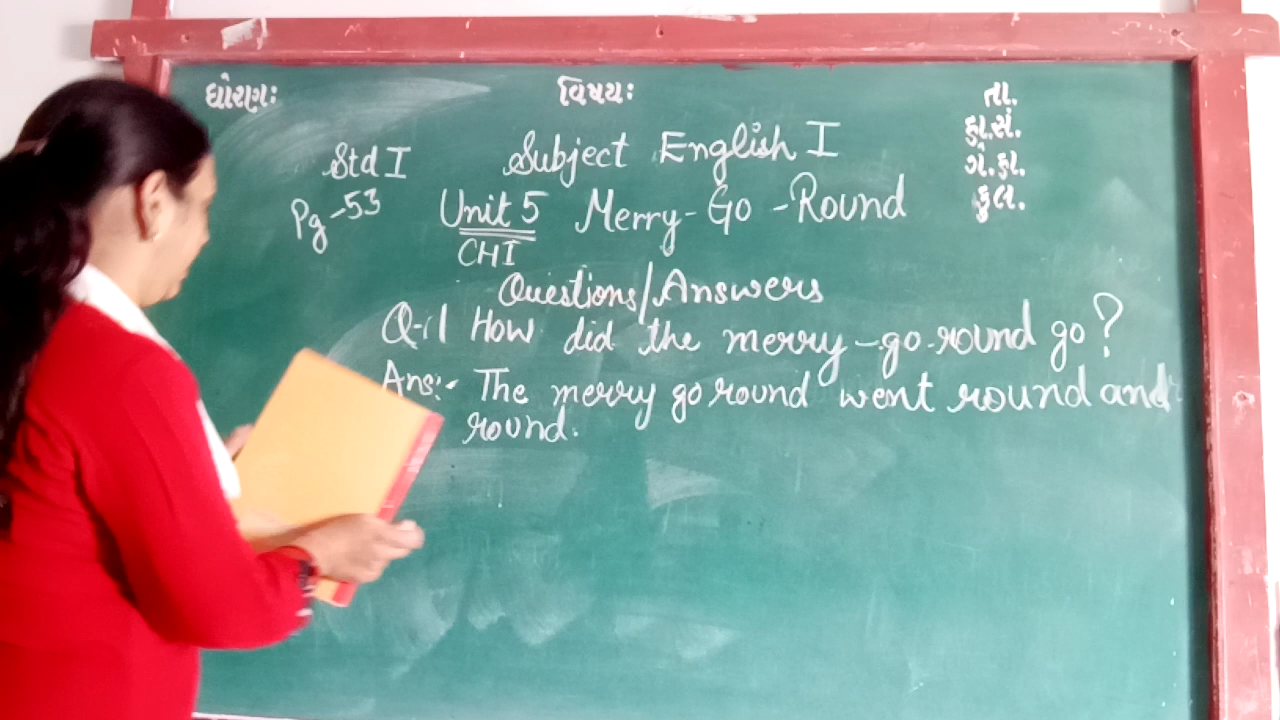 ધોરણઃ વિષયઃ તા.
ફા.સં.
Std I Subject English I
ગે.ફા.
Pg-53 Unit 5 Merry-Go-Round
કુલ.
CH I
Questions/Answers
Q-1 How did the merry-go-round go?
Ans:- The merry go round went round and
round.